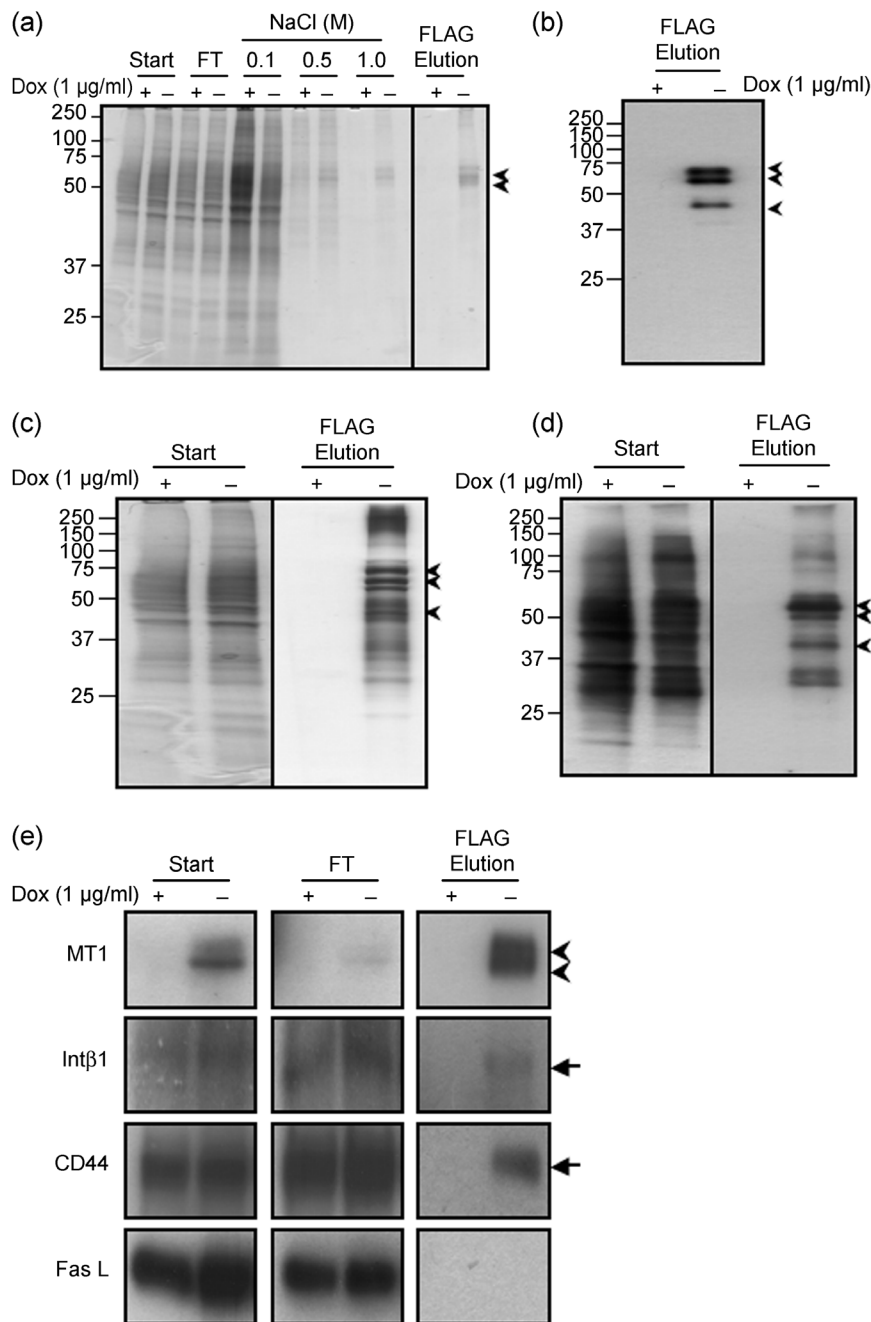 (a)
NaCl (M)
FLAG
Elution
Start FT 0.1 0.5 1.0
Dox (1 µg/ml) + – + – + – + – + – + –
250
100
75
50
37
25
(b)
FLAG
Elution
+ – Dox (1 µg/ml)
250
150
100
75
50
37
25
(c)
Start
FLAG
Elution
Dox (1 µg/ml) + – + –
250
150
100
75
50
37
25
(d)
Start
FLAG
Elution
Dox (1 µg/ml) + – + –
250
150
100
75
50
37
25
(e)
Start FT
FLAG
Elution
Dox (1 µg/ml) + – + – + –
MT1
Intβ1
CD44
Fas L